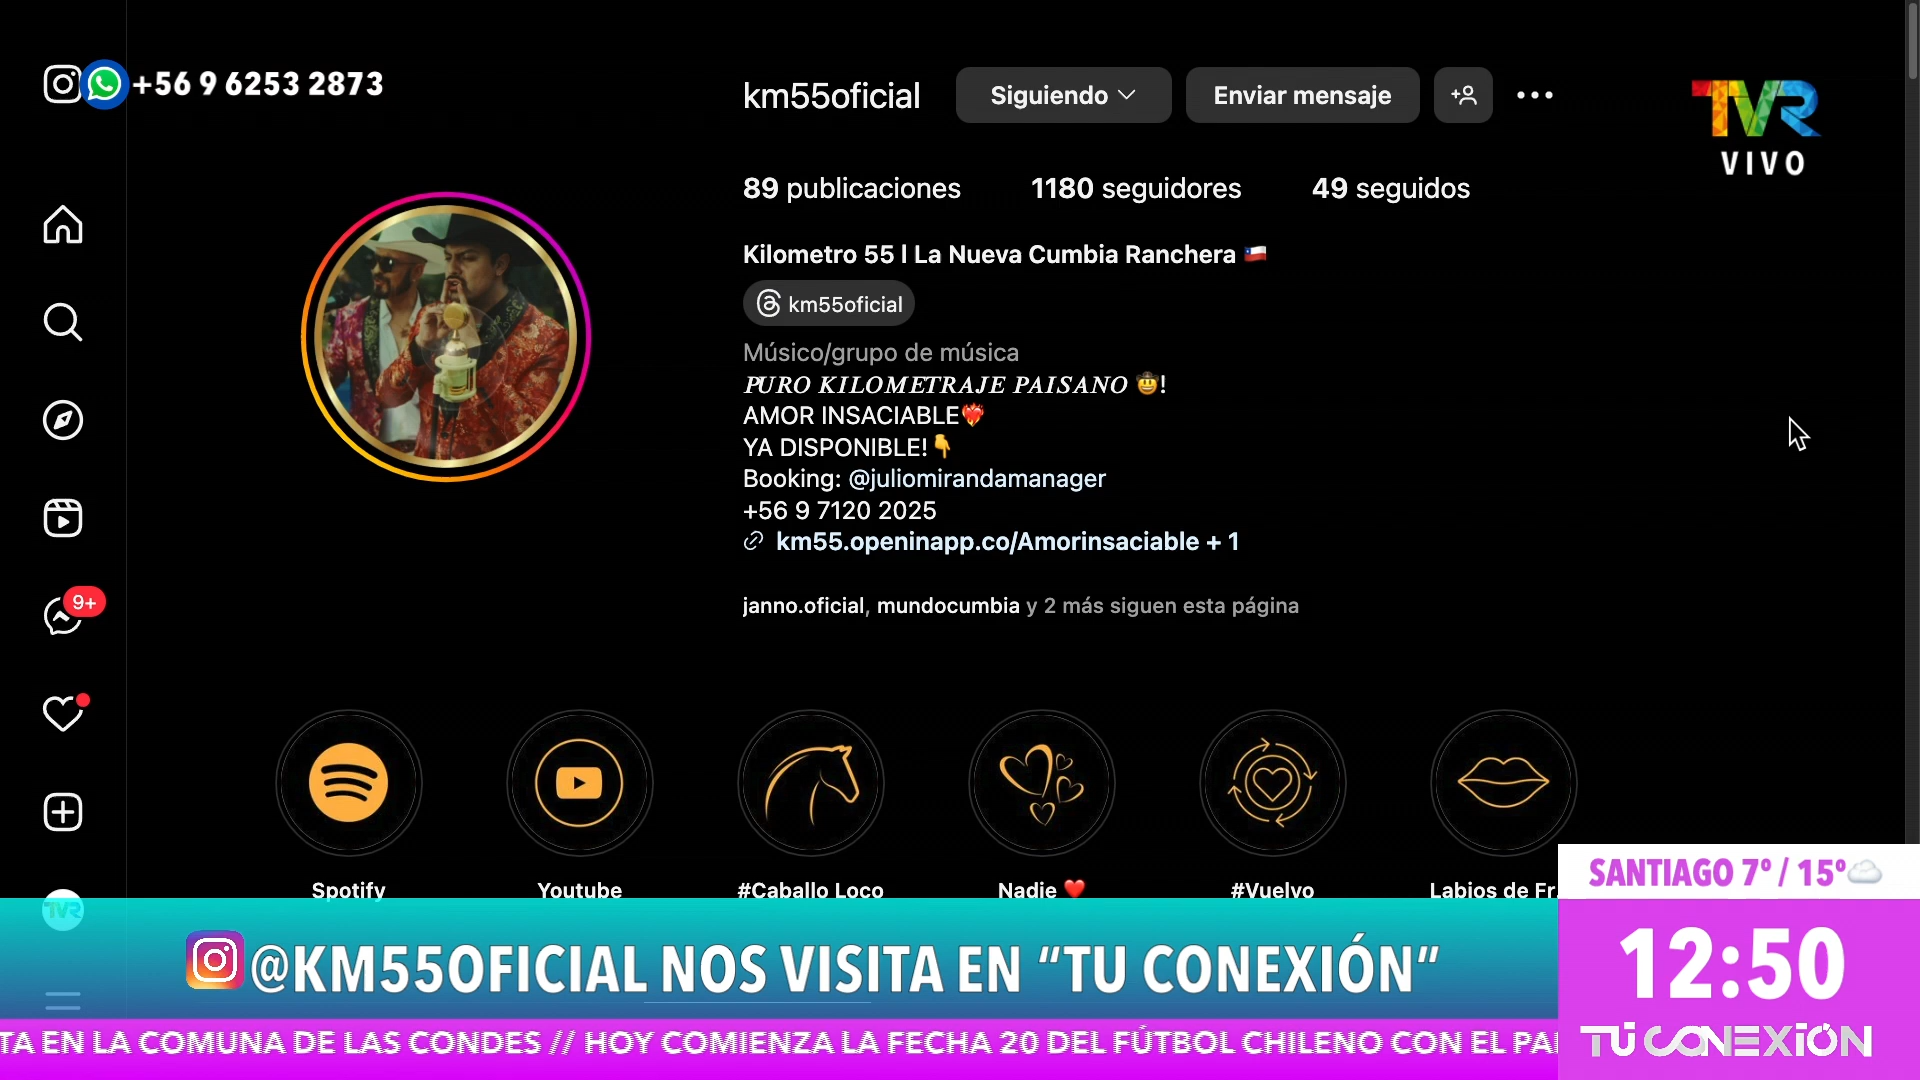 +56 9 6253 2873
km55oficial
Siguiendo
Enviar mensaje
TVR
VIVO
89 publicaciones
1180 seguidores
49 seguidos
Kilometro 55 l La Nueva Cumbia Ranchera 🇨🇱
km55oficial
Músico/grupo de música
PURO KILOMETRAJE PAISANO 🤠!
AMOR INSACIABLE❤️‍🔥
YA DISPONIBLE!👇
Booking: @juliomirandamanager
+56 9 7120 2025
km55.openinapp.co/Amorinsaciable + 1
janno.oficial, mundocumbia y 2 más siguen esta página
9+
Spotify
Youtube
#Caballo Loco
Nadie ❤️
#Vuelvo
Labios de Fr...
SANTIAGO 7º / 15º
TVR
@KM55OFICIAL NOS VISITA EN “TU CONEXIÓN”
12:50
TA EN LA COMUNA DE LAS CONDES // HOY COMIENZA LA FECHA 20 DEL FÚTBOL CHILENO CON EL PA
TÚ CONEXIÓN